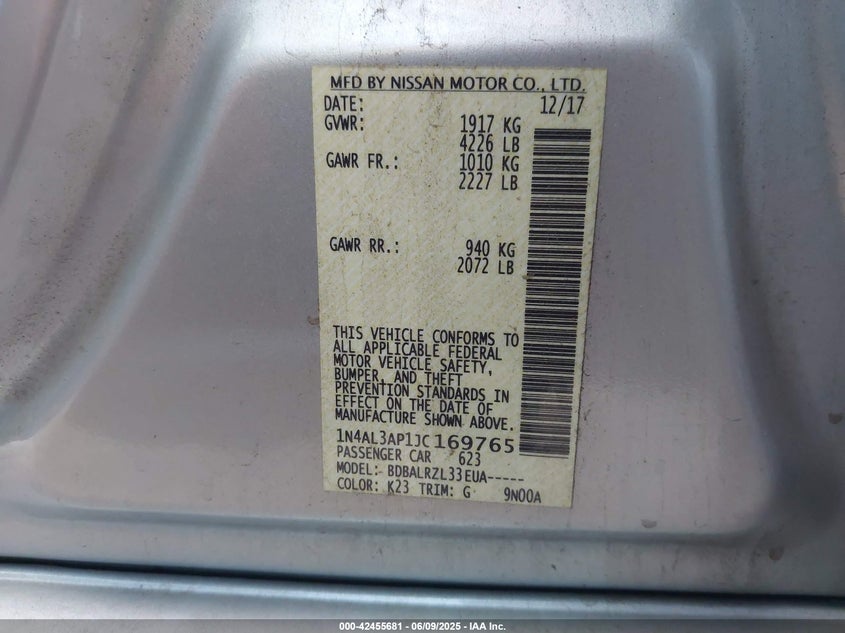 MFD BY NISSAN MOTOR CO., LTD.
DATE: 12/17
GVWR: 1917 KG
4226 LB
GAWR FR.: 1010 KG
2227 LB
GAWR RR.: 940 KG
2072 LB
THIS VEHICLE CONFORMS TO
ALL APPLICABLE FEDERAL
MOTOR VEHICLE SAFETY,
BUMPER, AND THEFT
PREVENTION STANDARDS IN
EFFECT ON THE DATE OF
MANUFACTURE SHOWN ABOVE.
1N4AL3AP1JC169765
PASSENGER CAR 623
MODEL: BDBALRZL33EUA-----
COLOR: K23 TRIM: G 9N00A
000-42455681 - 06/09/2025 - IAA Inc.